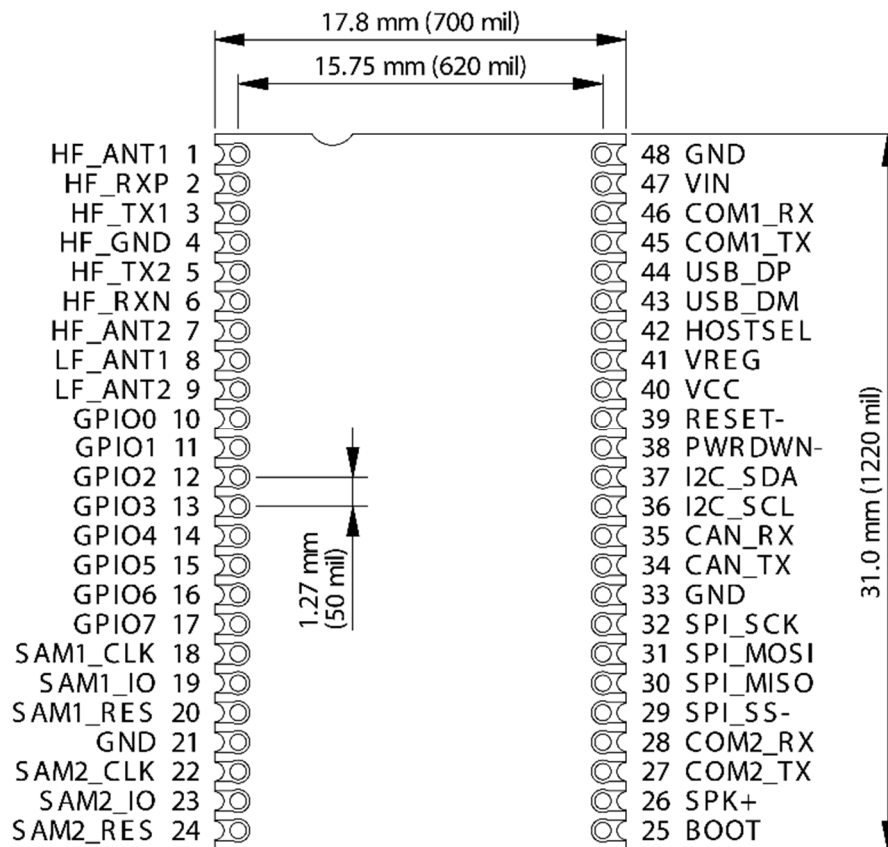 17.8 mm (700 mil)
15.75 mm (620 mil)
HF_ANT1 1
HF_RXP 2
HF_TX1 3
HF_GND 4
HF_TX2 5
HF_RXN 6
HF_ANT2 7
LF_ANT1 8
LF_ANT2 9
GPIO0 10
GPIO1 11
GPIO2 12
GPIO3 13
GPIO4 14
GPIO5 15
GPIO6 16
GPIO7 17
SAM1_CLK 18
SAM1_IO 19
SAM1_RES 20
GND 21
SAM2_CLK 22
SAM2_IO 23
SAM2_RES 24
1.27 mm
(50 mil)
48 GND
47 VIN
46 COM1_RX
45 COM1_TX
44 USB_DP
43 USB_DM
42 HOSTSEL
41 VREG
40 VCC
39 RESET-
38 PWRDWN-
37 I2C_SDA
36 I2C_SCL
35 CAN_RX
34 CAN_TX
33 GND
32 SPI_SCK
31 SPI_MOSI
30 SPI_MISO
29 SPI_SS-
28 COM2_RX
27 COM2_TX
26 SPK+
25 BOOT
31.0 mm (1220 mil)